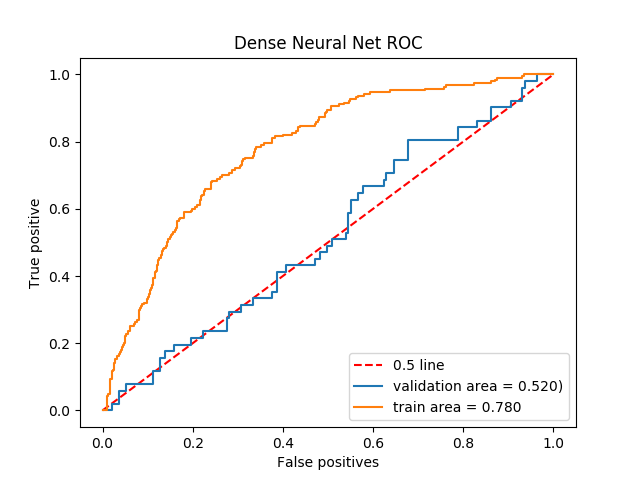 Dense Neural Net ROC
1.0
0.8
0.6
0.4
0.2
0.0
True positive
0.5 line
validation area = 0.520)
train area = 0.780
0.0 0.2 0.4 0.6 0.8 1.0
False positives